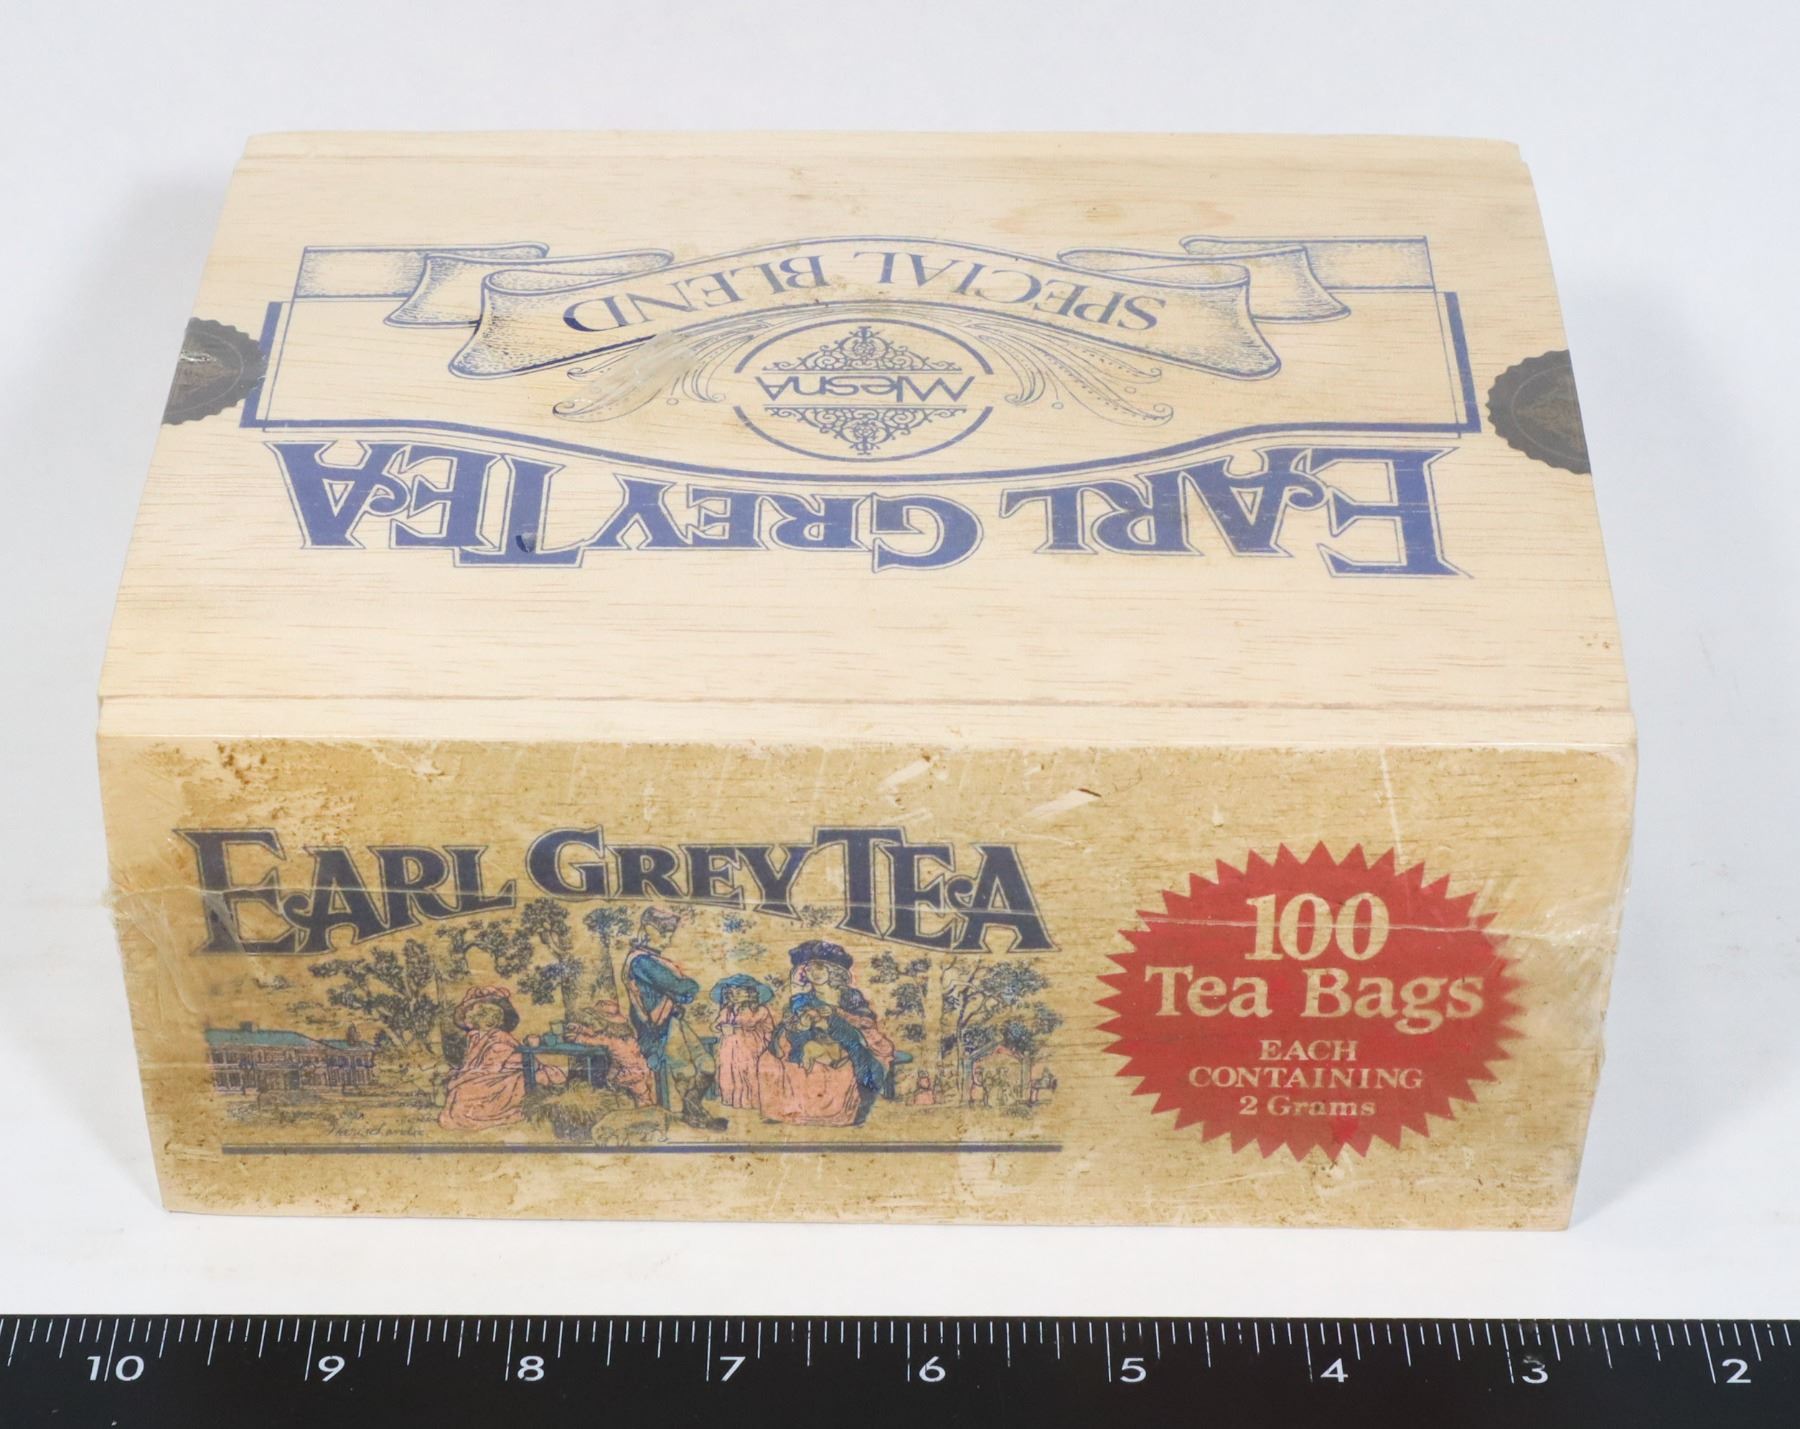 SPECIAL BLEND
Mlesna
EARL GREY TEA
EARL GREY TEA
100
Tea Bags
EACH
CONTAINING
2 Grams
10 9 8 7 6 5 4 3 2